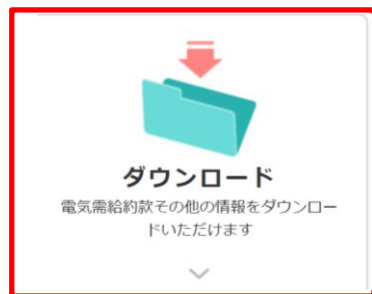 ダウンロード
電気需給約款その他の情報をダウンロー
ドいただけます